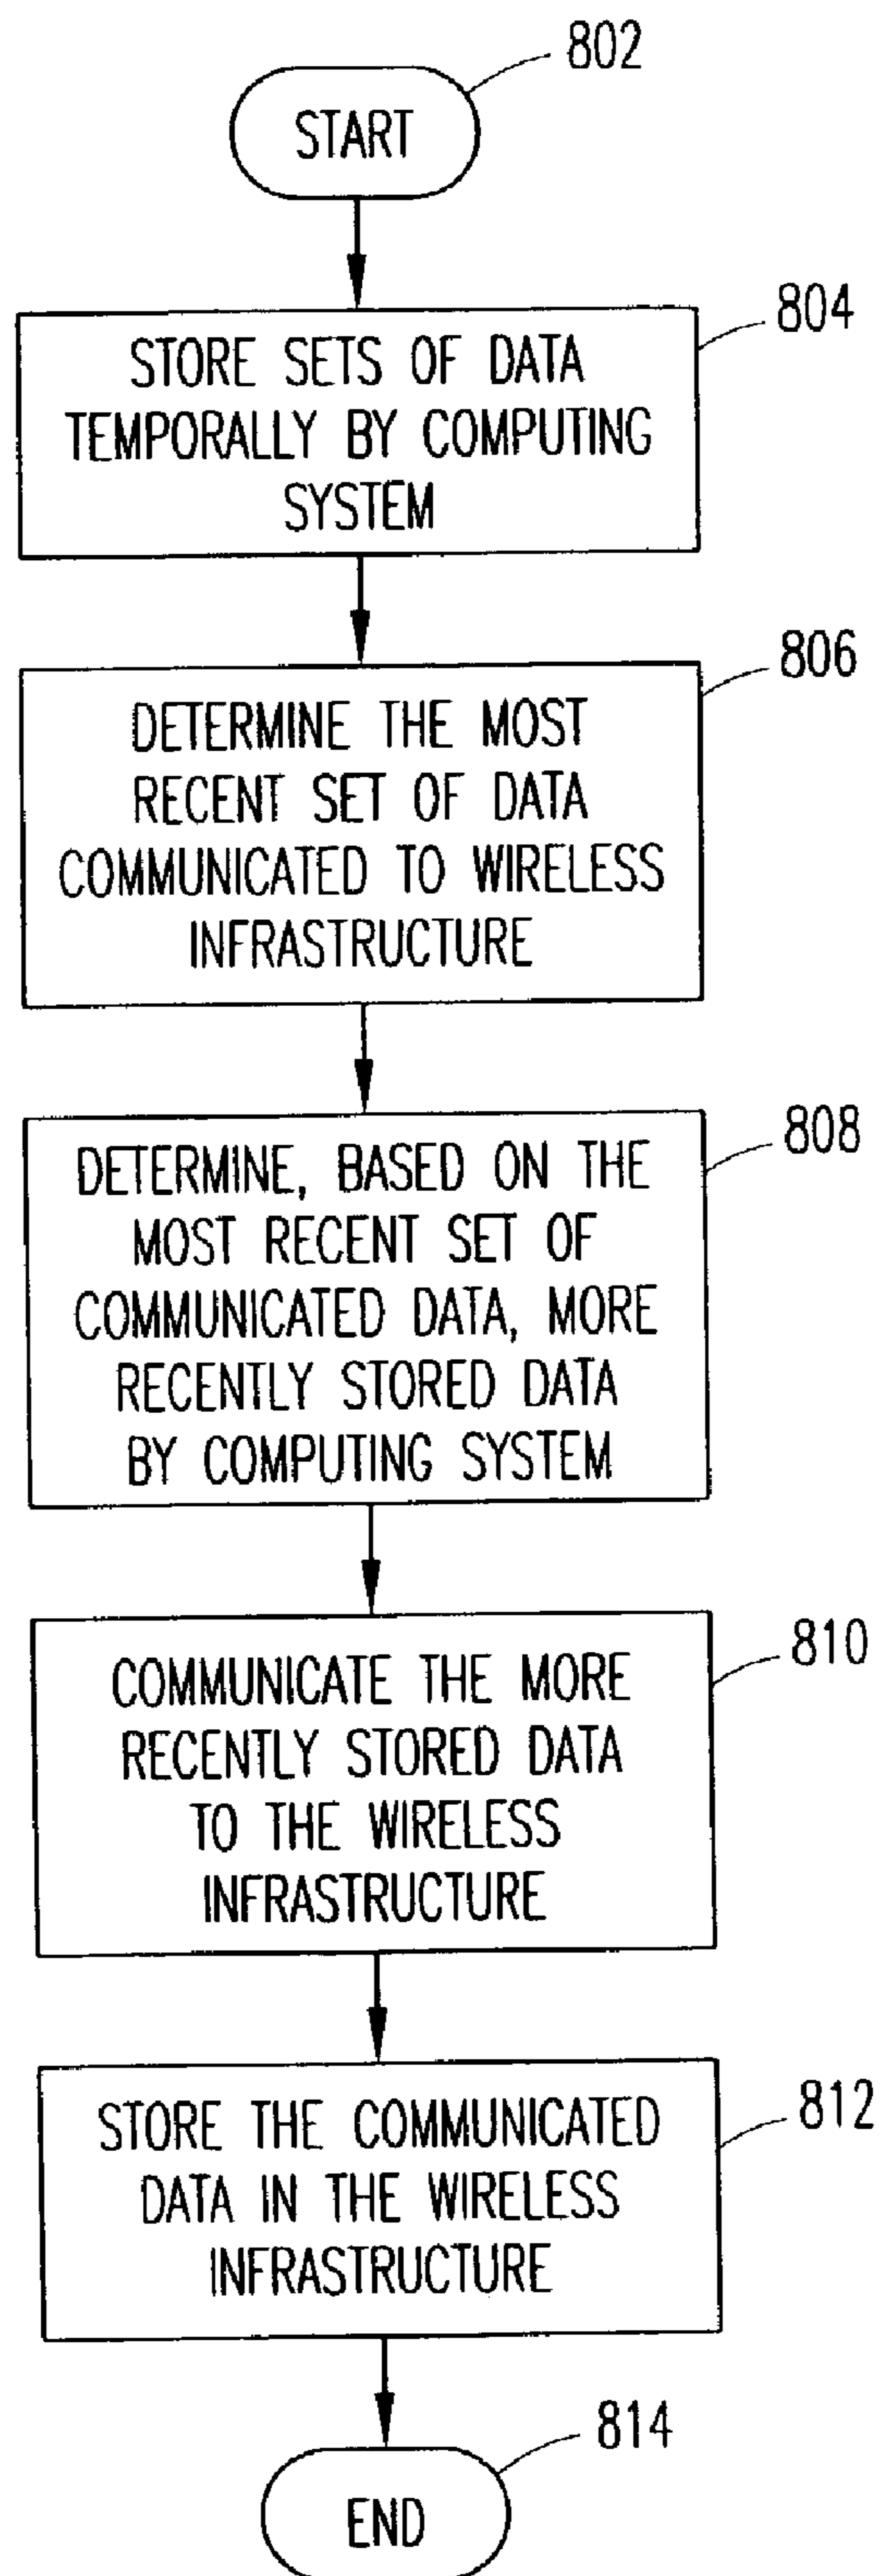 802
START
804
STORE SETS OF DATA
TEMPORALLY BY COMPUTING
SYSTEM
806
DETERMINE THE MOST
RECENT SET OF DATA
COMMUNICATED TO WIRELESS
INFRASTRUCTURE
808
DETERMINE, BASED ON THE
MOST RECENT SET OF
COMMUNICATED DATA, MORE
RECENTLY STORED DATA
BY COMPUTING SYSTEM
810
COMMUNICATE THE MORE
RECENTLY STORED DATA
TO THE WIRELESS
INFRASTRUCTURE
812
STORE THE COMMUNICATED
DATA IN THE WIRELESS
INFRASTRUCTURE
814
END